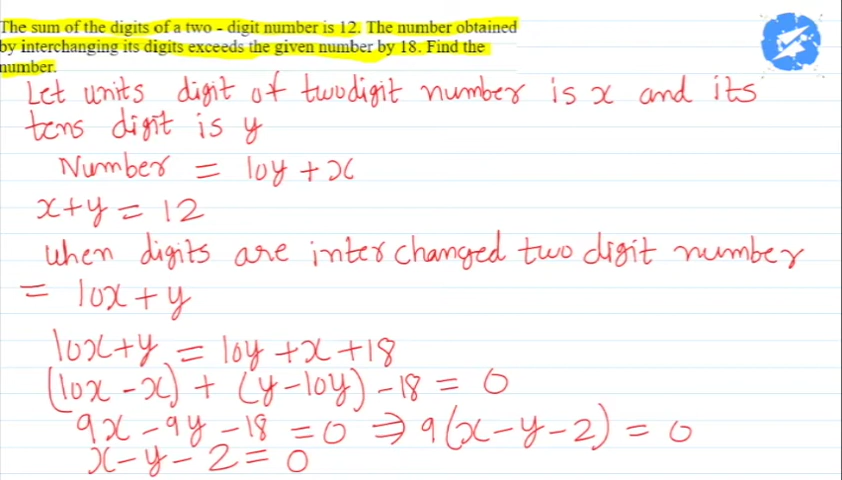 The sum of the digits of a two - digit number is 12. The number obtained
by interchanging its digits exceeds the given number by 18. Find the
number.
Let units digit of twodigit number is x and its
tens digit is y
Number = 10y + x
x+y = 12
when digits are interchanged two digit number
= 10x + y
10x+y = 10y +x +18
(10x - x) + (y-10y) - 18 = 0
9x - 9y - 18 = 0 ⇒ 9(x-y-2) = 0
x-y-2 = 0